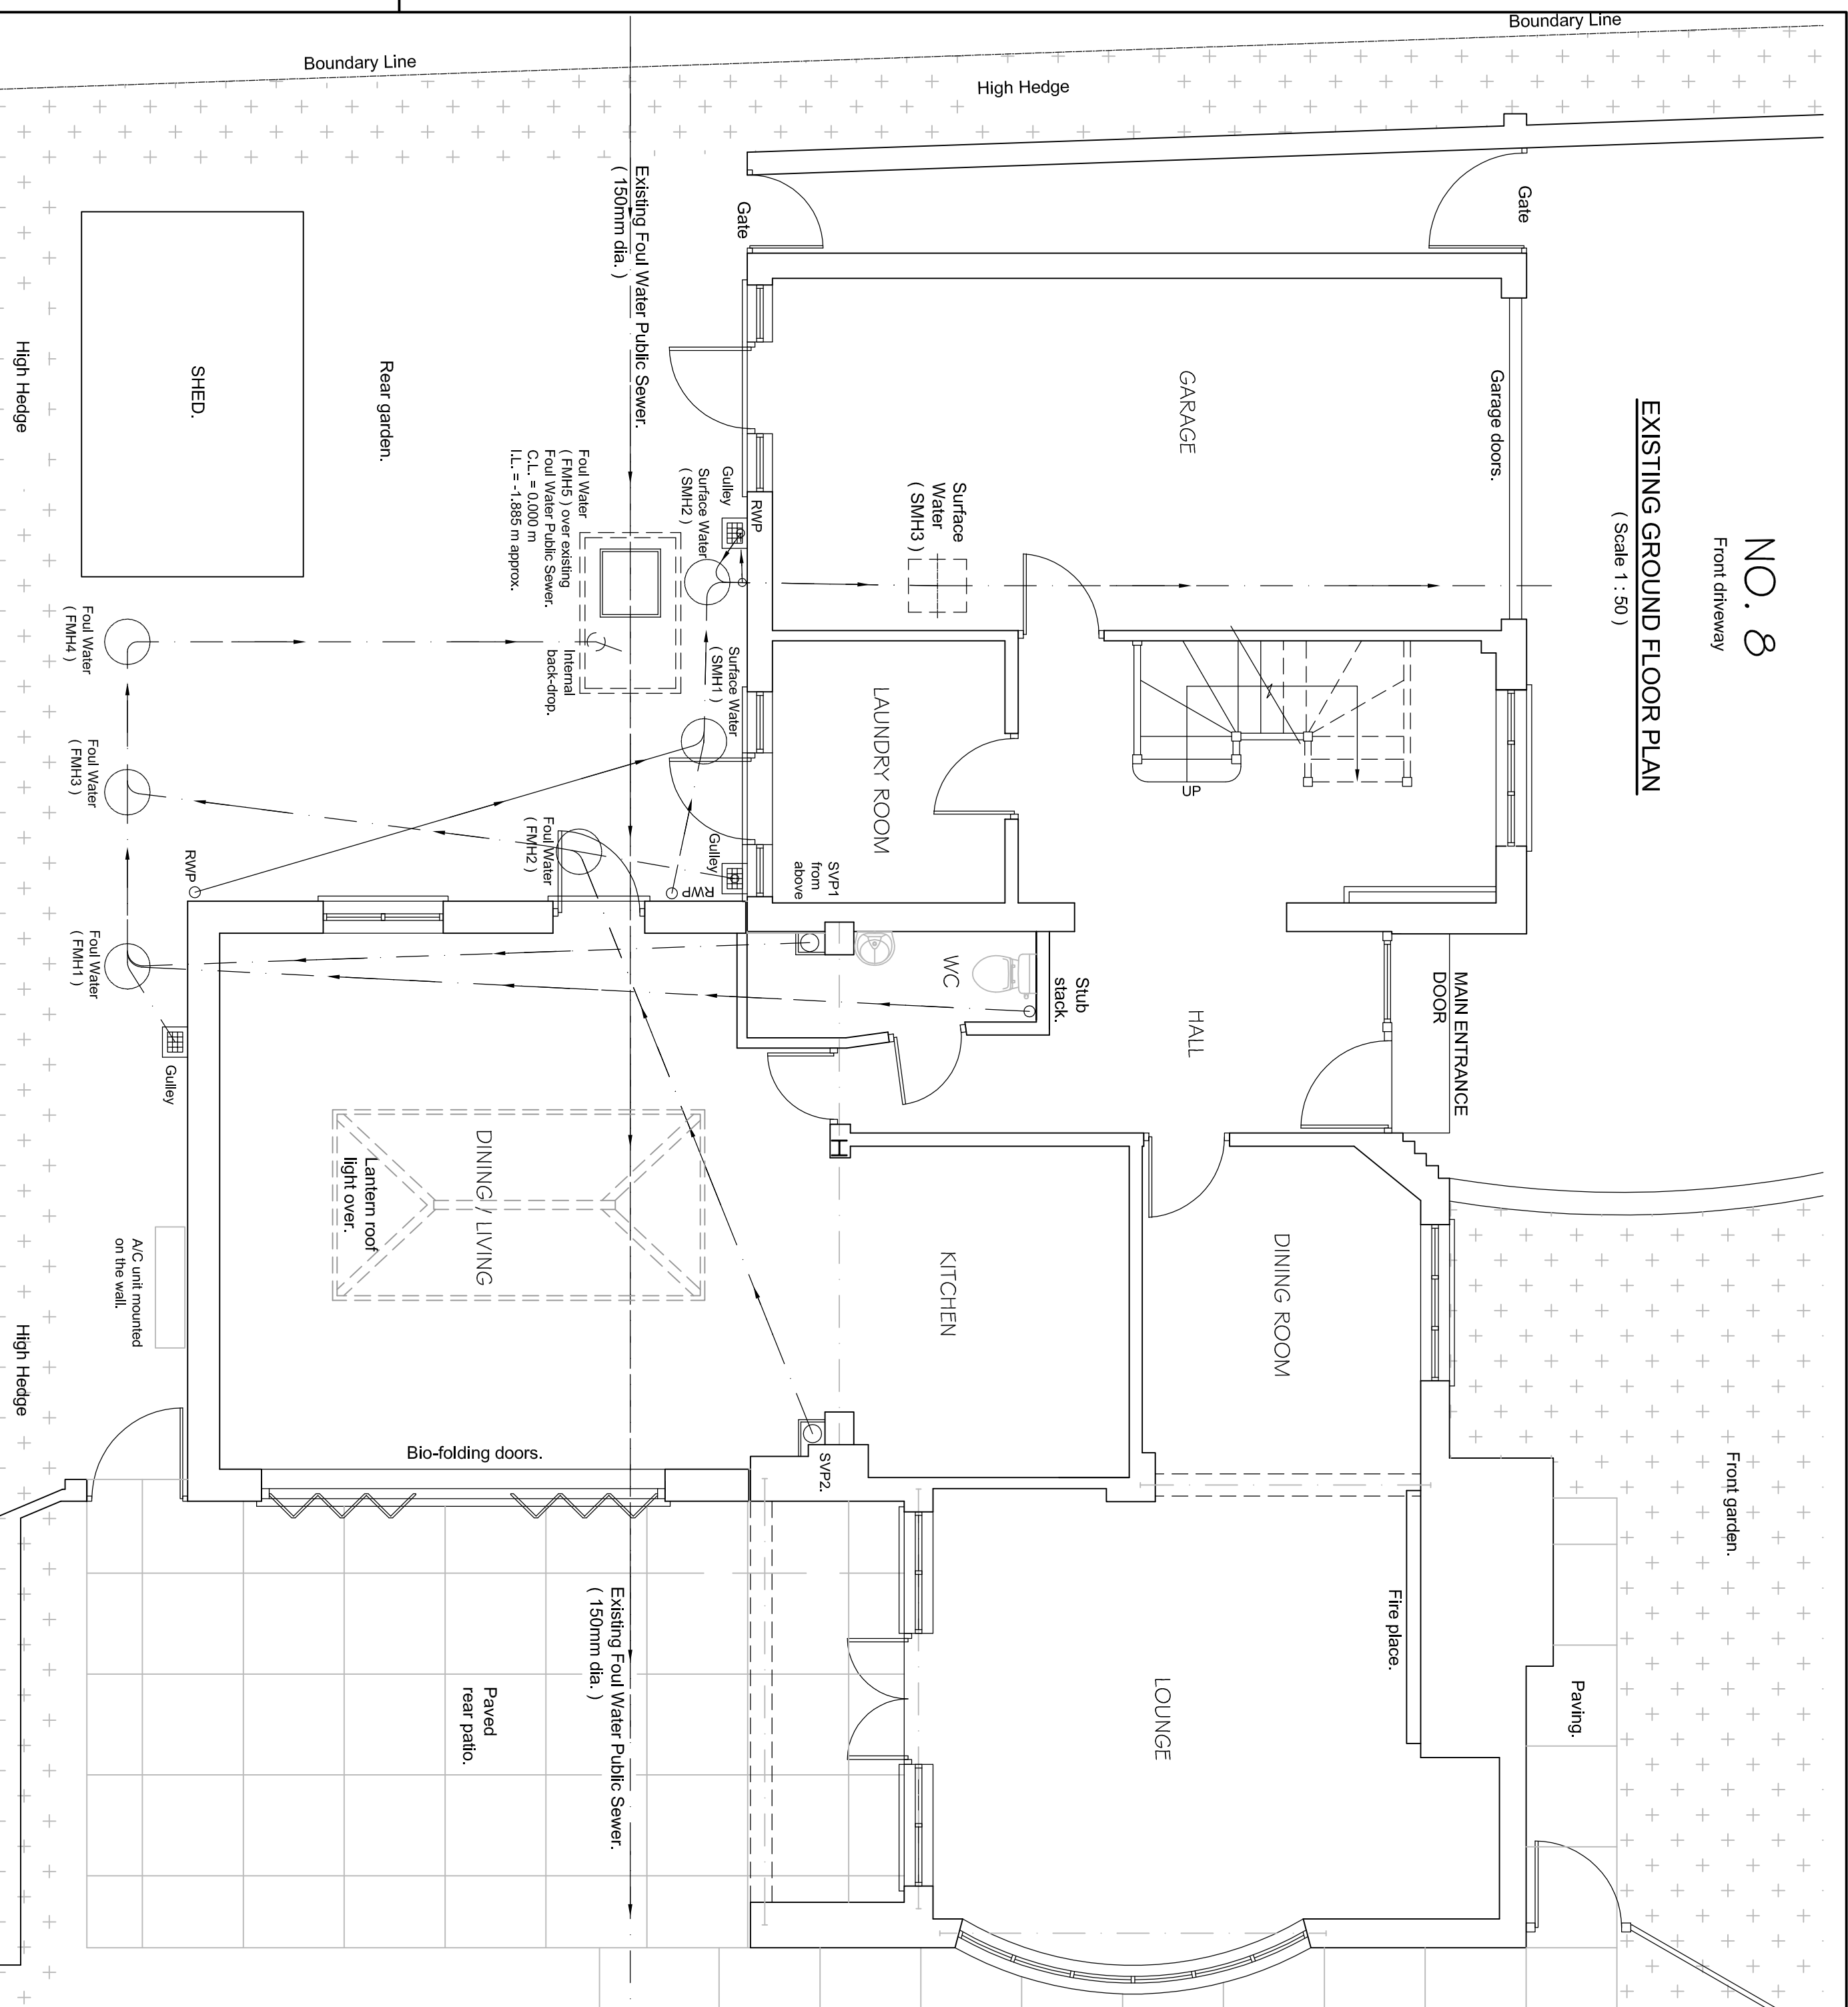 NO. 8
Front driveway
EXISTING GROUND FLOOR PLAN
( Scale 1 : 50 )
Boundary Line
Boundary Line
High Hedge
Gate
Gate
Garage doors.
GARAGE
Existing Foul Water Public Sewer.
( 150mm dia. )
High Hedge
SHED.
Rear garden.
Foul Water
( FMH5 ) over existing
Foul Water Public Sewer.
C.L. = 0.000 m
I.L. = -1.885 m approx.
Internal
back-drop.
Gulley
RWP
Surface Water
( SMH2 )
Surface
Water
( SMH3 )
Surface Water
( SMH1 )
LAUNDRY ROOM
UP
Foul Water
( FMH4 )
Foul Water
( FMH3 )
Foul Water
( FMH2 )
Foul Water
( FMH1 )
RWP
RWP
Gulley
Gulley
SVP1
from
above
WC
Stub
stack.
HALL
MAIN ENTRANCE
DOOR
DINING / LIVING
Lantern roof
light over.
KITCHEN
DINING ROOM
A/C unit mounted
on the wall.
High Hedge
Bio-folding doors.
SVP2.
Front garden.
Fire place.
Paving.
LOUNGE
Existing Foul Water Public Sewer.
( 150mm dia. )
Paved
rear patio.